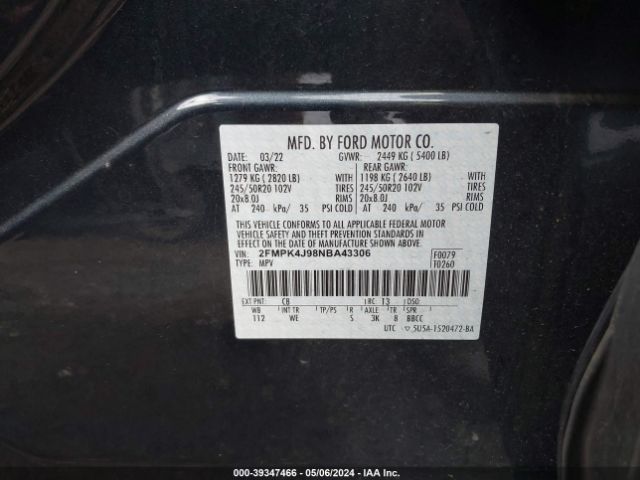 MFD. BY FORD MOTOR CO.
DATE: 03/22 GVWR: 2449 KG ( 5400 LB)
FRONT GAWR: REAR GAWR:
1279 KG ( 2820 LB) WITH 1198 KG ( 2640 LB) WITH
245/50R20 102V TIRES 245/50R20 102V TIRES
20x8.0J RIMS 20x8.0J RIMS
AT 240 kPa/ 35 PSI COLD AT 240 kPa/ 35 PSI COLD
THIS VEHICLE CONFORMS TO ALL APPLICABLE FEDERAL MOTOR
VEHICLE SAFETY AND THEFT PREVENTION STANDARDS IN
EFFECT ON THE DATE OF MANUFACTURE SHOWN ABOVE.
VIN: 2FMPK4J98NBA43306 F0079
TYPE: MPV T0260
EXT PNT: C8 RC: 13 DSO:
WB INT TR TP/PS R AXLE TR SPR
112 WE S 3K 8 BBCC
UTC ▽ 5U5A-1520472-BA
000-39347466 - 05/06/2024 - IAA Inc.